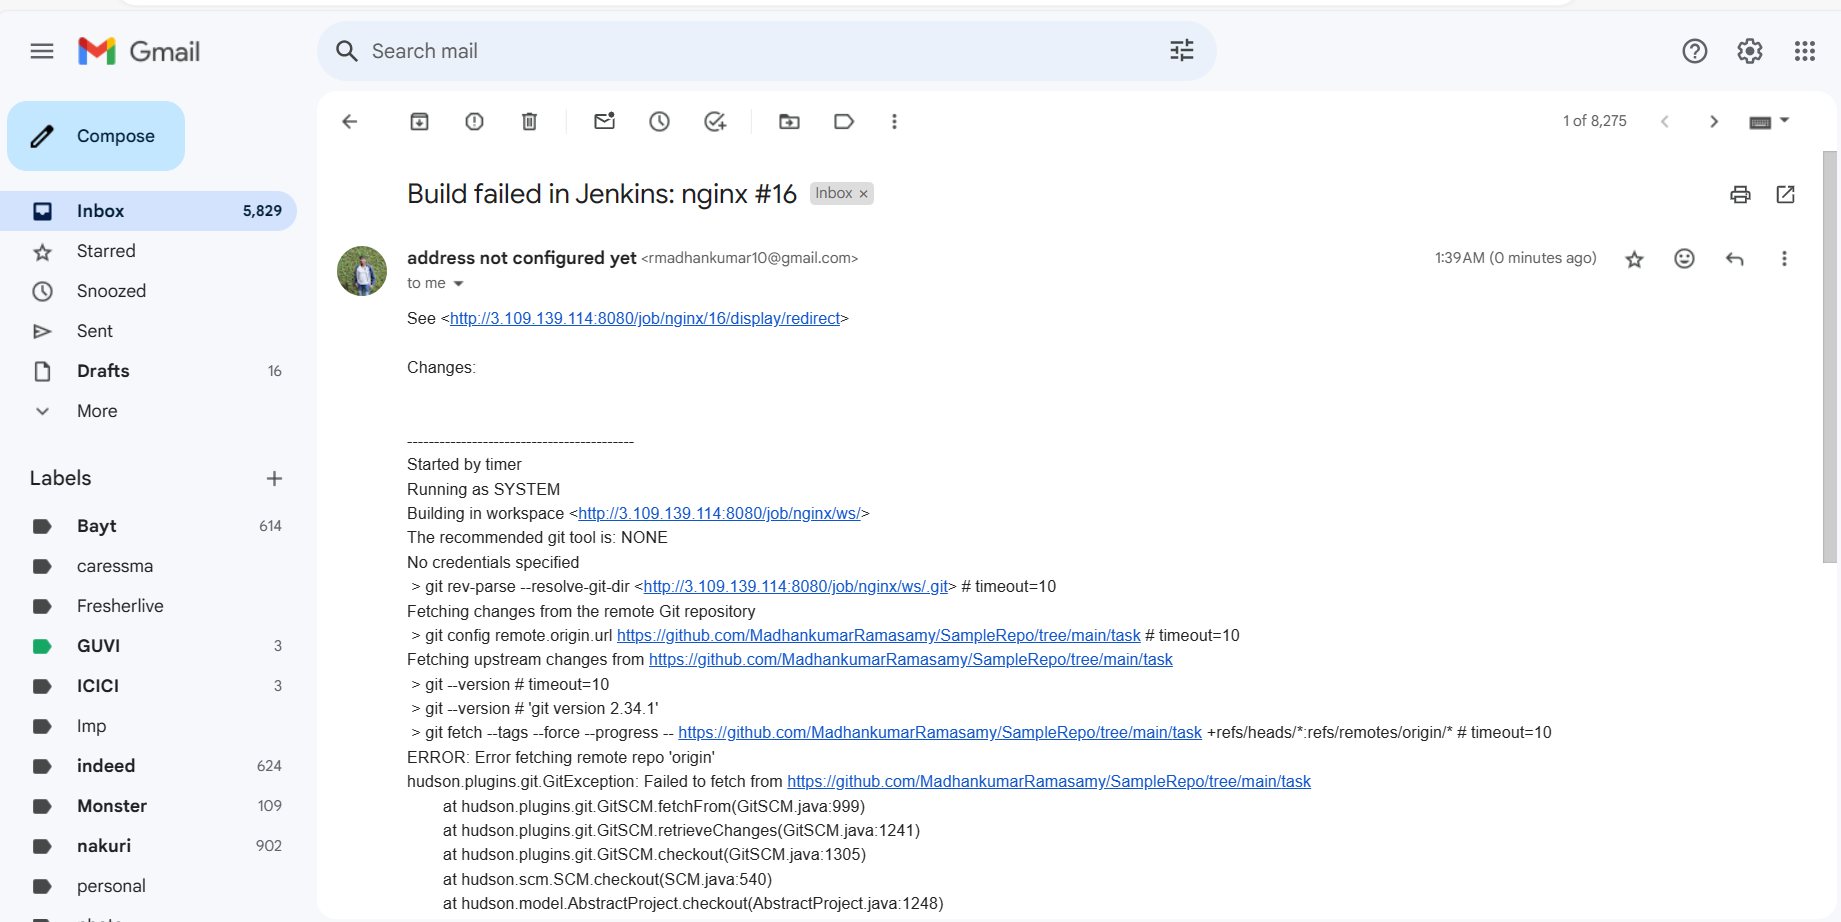 Gmail
Search mail
Compose
1 of 8,275
Inbox 5,829
Starred
Snoozed
Sent
Drafts 16
More
Labels
Bayt 614
caressma
Fresherlive
GUVI 3
ICICI 3
Imp
indeed 624
Monster 109
nakuri 902
personal
Build failed in Jenkins: nginx #16 Inbox ×
address not configured yet <rmadhankumar10@gmail.com> 1:39 AM (0 minutes ago)
to me
See <http://3.109.139.114:8080/job/nginx/16/display/redirect>
Changes:
------------------------------------------
Started by timer
Running as SYSTEM
Building in workspace <http://3.109.139.114:8080/job/nginx/ws/>
The recommended git tool is: NONE
No credentials specified
> git rev-parse --resolve-git-dir <http://3.109.139.114:8080/job/nginx/ws/.git> # timeout=10
Fetching changes from the remote Git repository
> git config remote.origin.url https://github.com/MadhankumarRamasamy/SampleRepo/tree/main/task # timeout=10
Fetching upstream changes from https://github.com/MadhankumarRamasamy/SampleRepo/tree/main/task
> git --version # timeout=10
> git --version # 'git version 2.34.1'
> git fetch --tags --force --progress -- https://github.com/MadhankumarRamasamy/SampleRepo/tree/main/task +refs/heads/*:refs/remotes/origin/* # timeout=10
ERROR: Error fetching remote repo 'origin'
hudson.plugins.git.GitException: Failed to fetch from https://github.com/MadhankumarRamasamy/SampleRepo/tree/main/task
at hudson.plugins.git.GitSCM.fetchFrom(GitSCM.java:999)
at hudson.plugins.git.GitSCM.retrieveChanges(GitSCM.java:1241)
at hudson.plugins.git.GitSCM.checkout(GitSCM.java:1305)
at hudson.scm.SCM.checkout(SCM.java:540)
at hudson.model.AbstractProject.checkout(AbstractProject.java:1248)